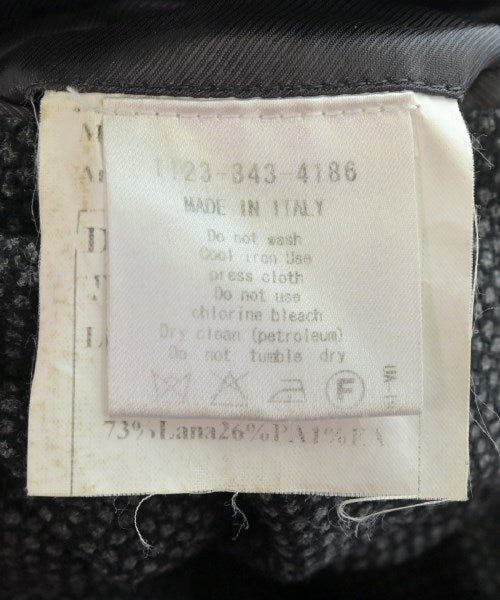 1123-343-4186
MADE IN ITALY
Do not wash
Cool iron Use
press cloth
Do not use
chlorine bleach
Dry clean (petroleum)
Do not tumble dry
F
73%Lana26%PA1%EA